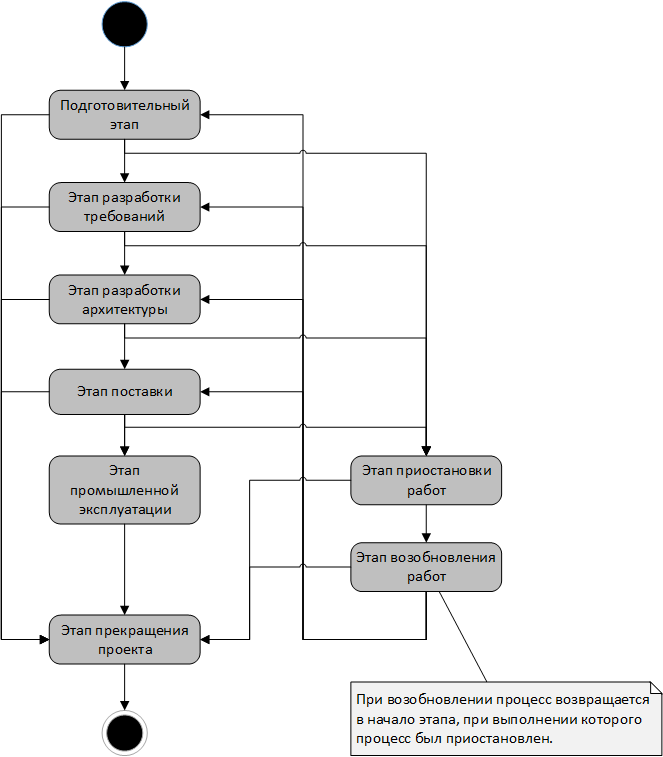 Подготовительный
этап
Этап разработки
требований
Этап разработки
архитектуры
Этап поставки
Этап
промышленной
эксплуатации
Этап приостановки
работ
Этап возобновления
работ
Этап прекращения
проекта
При возобновлении процесс возвращается
в начало этапа, при выполнении которого
процесс был приостановлен.